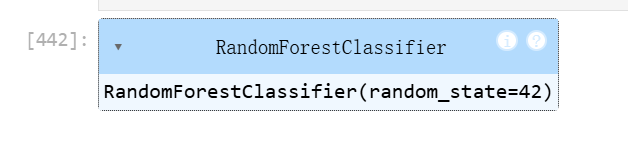 [442]:
▾ RandomForestClassifier i ?
RandomForestClassifier(random_state=42)